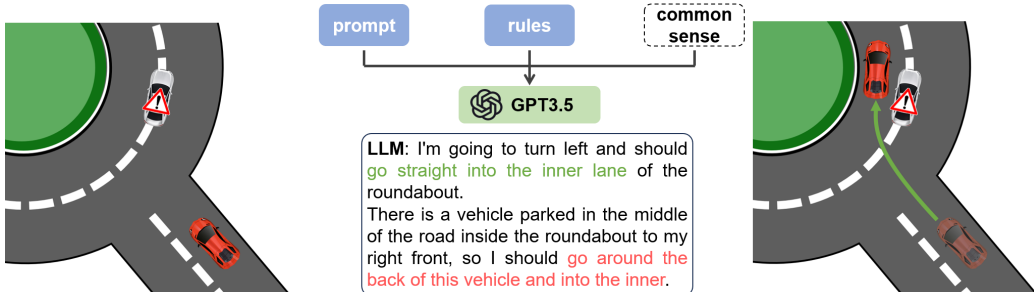 prompt
rules
common
sense
GPT3.5
LLM: I'm going to turn left and should
go straight into the inner lane of the
roundabout.
There is a vehicle parked in the middle
of the road inside the roundabout to my
right front, so I should go around the
back of this vehicle and into the inner.
!
!